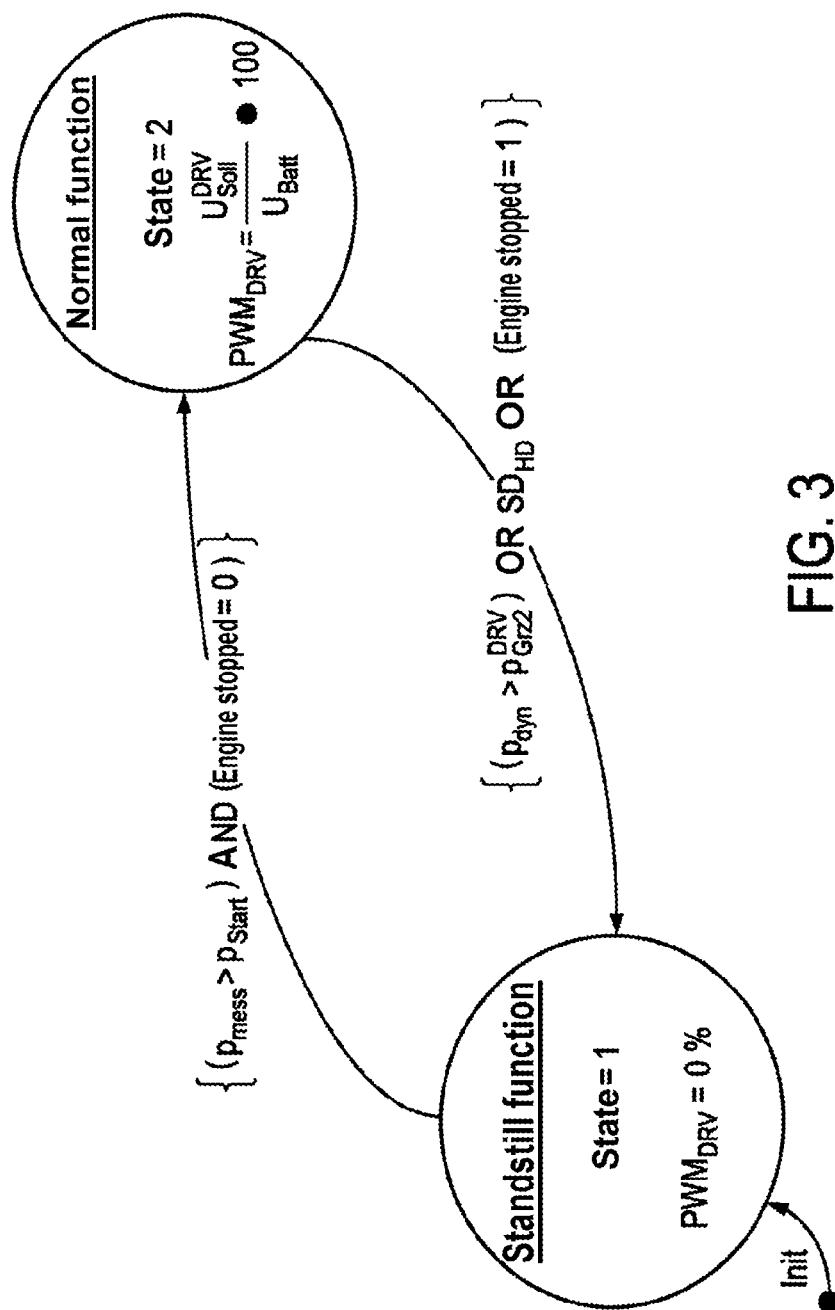 Normal function
State = 2
PWM_DRV = U_Soll^DRV / U_Batt • 100
{ (p_mess > p_Start) AND (Engine stopped = 0) }
{ (p_dyn > p_Grz2^DRV) OR SD_HD OR (Engine stopped = 1) }
Standstill function
State = 1
PWM_DRV = 0 %
Init
FIG. 3